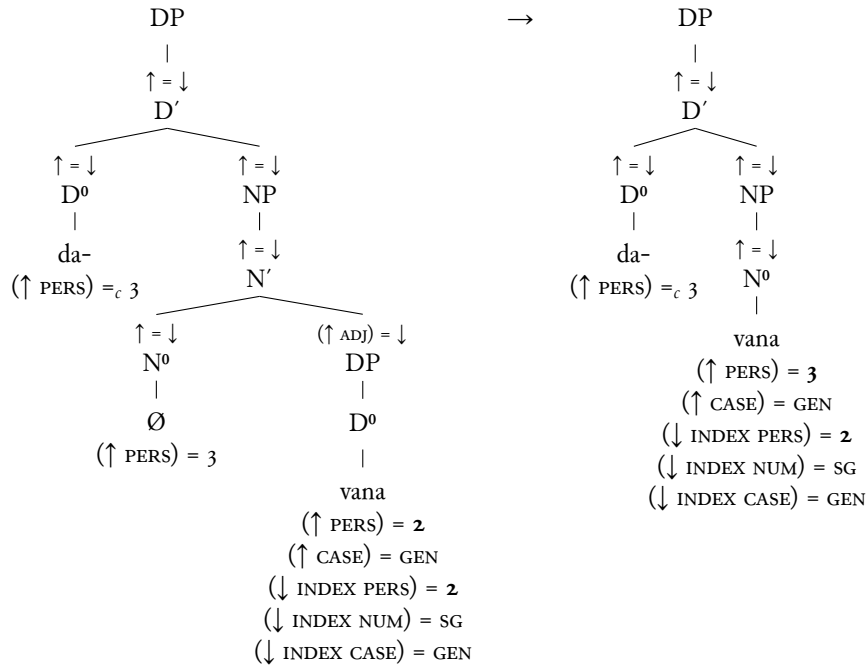 DP → DP
↑ = ↓ ↑ = ↓
D′ D′
↑ = ↓ ↑ = ↓ ↑ = ↓ ↑ = ↓
D⁰ NP D⁰ NP
da- ↑ = ↓ da- ↑ = ↓
(↑ PERS) =c 3 N′ (↑ PERS) =c 3 N⁰
↑ = ↓ (↑ ADJ) = ↓ vana
N⁰ DP (↑ PERS) = 3
(↑ CASE) = GEN
Ø D⁰ (↓ INDEX PERS) = 2
(↑ PERS) = 3 (↓ INDEX NUM) = SG
vana (↓ INDEX CASE) = GEN
(↑ PERS) = 2
(↑ CASE) = GEN
(↓ INDEX PERS) = 2
(↓ INDEX NUM) = SG
(↓ INDEX CASE) = GEN